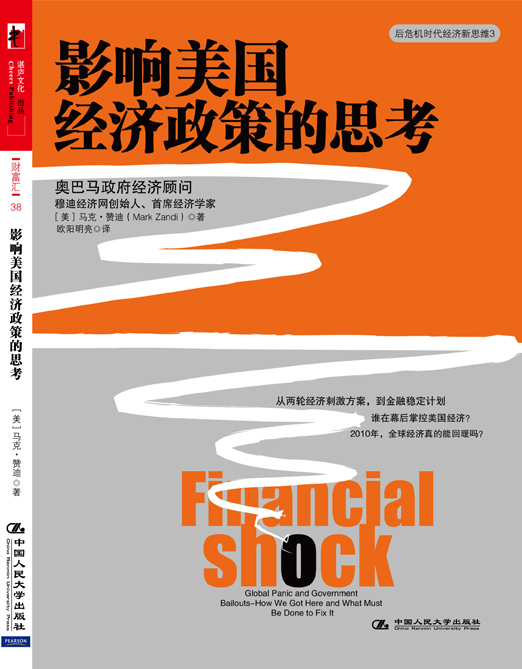 湛庐文化 出品
Cheers Publishing
财富汇
38
影响美国经济政策的思考
[美]马克·赞迪◎著
中国人民大学出版社
China Renmin University Press
PEARSON
后危机时代经济新思维3
影响美国
经济政策的思考
奥巴马政府经济顾问
穆迪经济网创始人、首席经济学家
[美]马克·赞迪(Mark Zandi)◎著
欧阳明亮◎译
从两轮经济刺激方案，到金融稳定计划
谁在幕后掌控美国经济？
2010年，全球经济真的能回暖吗？
Financial
shock
Global Panic and Government
Bailouts–How We Got Here and What Must
Be Done to Fix It
中国人民大学出版社
China Renmin University Press